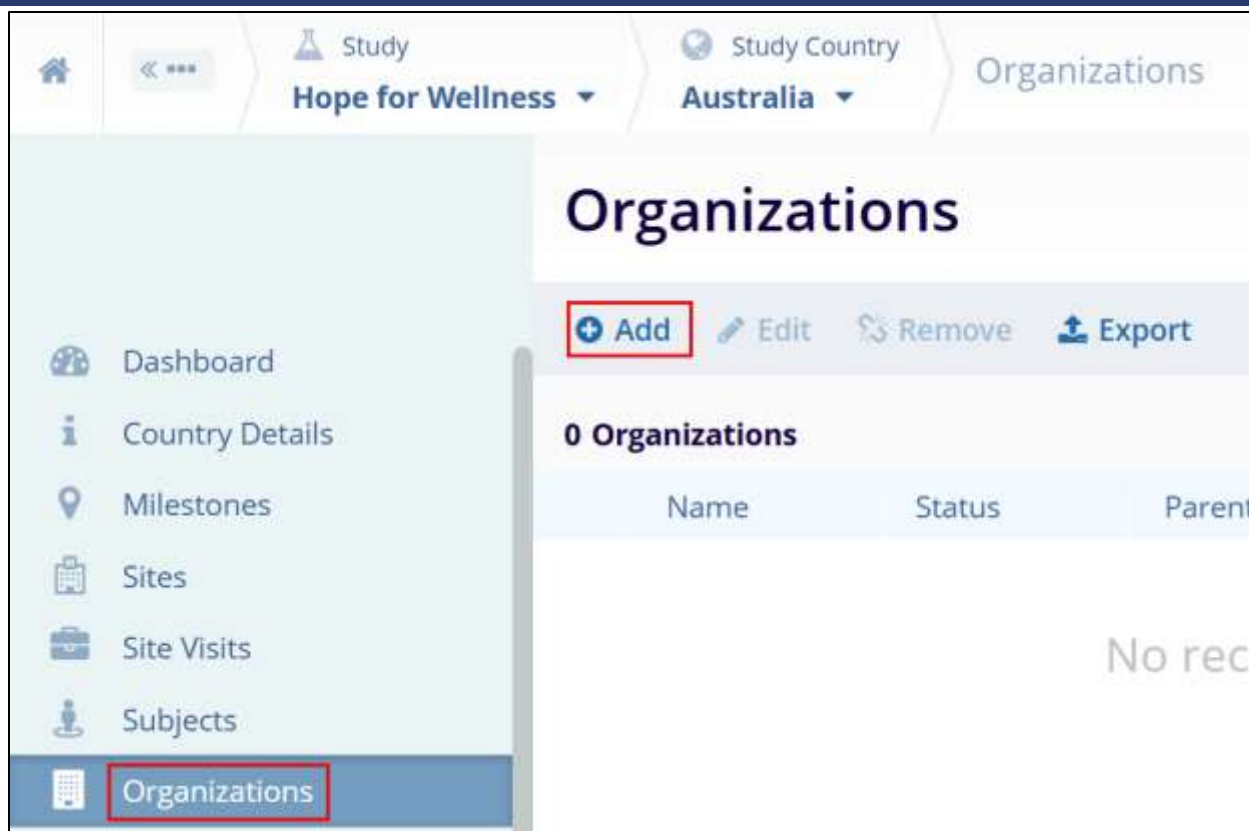 Study
Hope for Wellness
Study Country
Australia
Organizations
Organizations
Add Edit Remove Export
0 Organizations
Name Status Parent
No rec
Dashboard
Country Details
Milestones
Sites
Site Visits
Subjects
Organizations